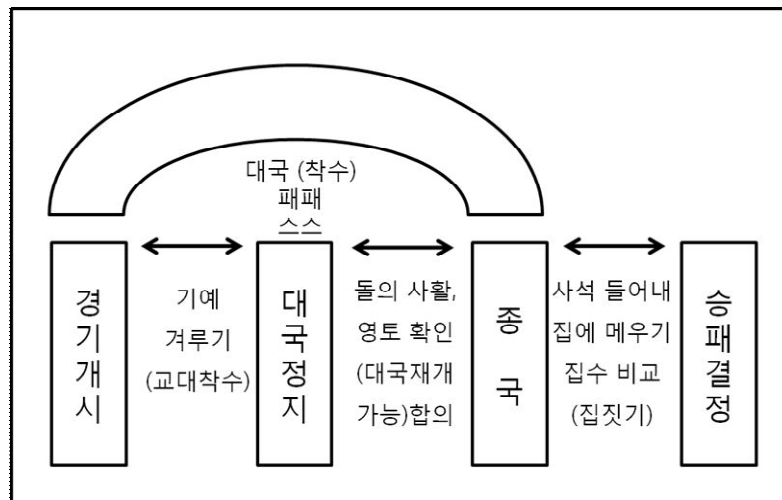 대국 (착수)
패패
스스
경기개시
기예
겨루기
(교대착수)
대국정지
돌의 사활,
영토 확인
(대국재개
가능)합의
종 국
사석 들어내
집에 메우기
집수 비교
(집짓기)
승패결정